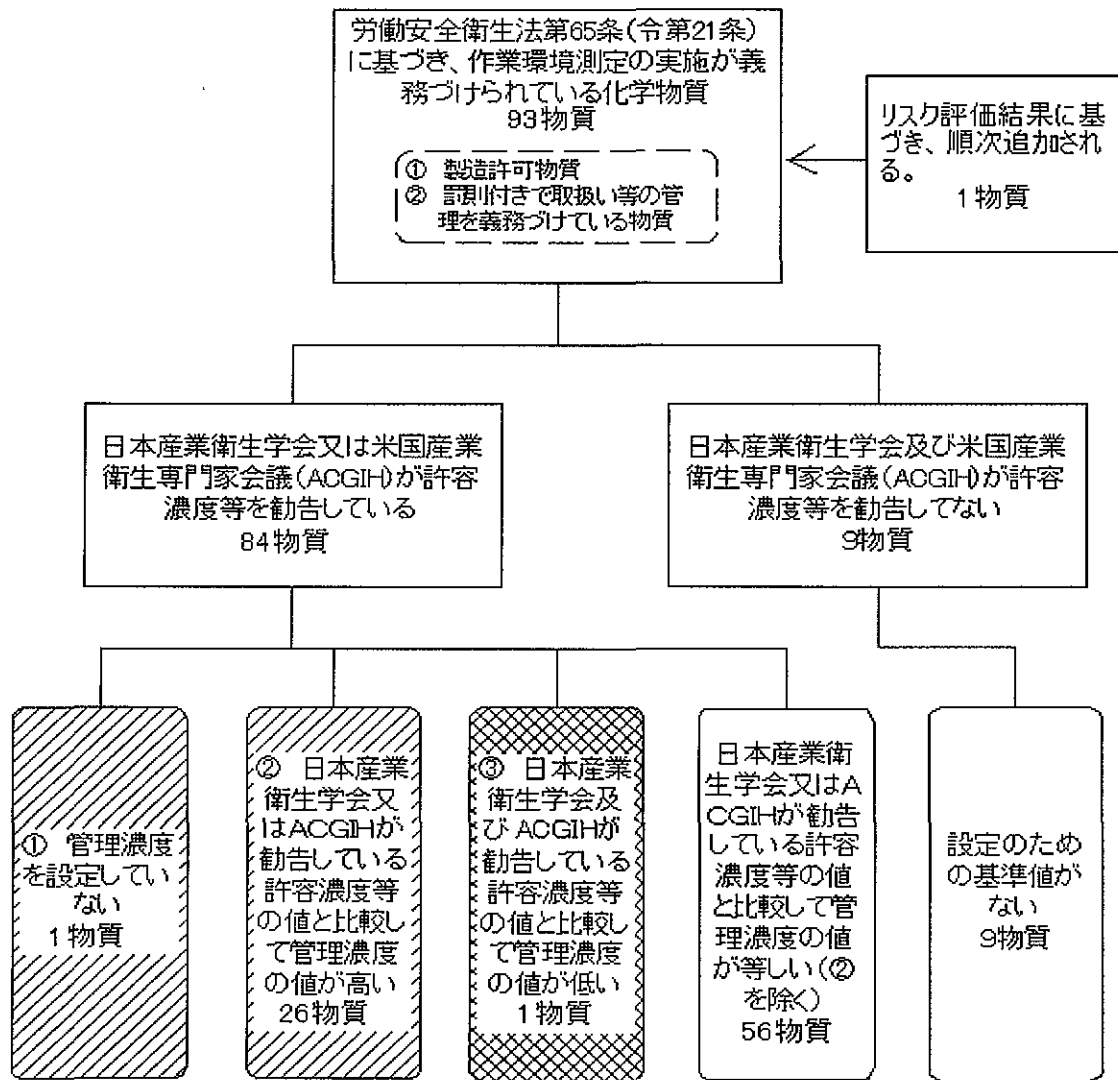 労働安全衛生法第65条(令第21条)
に基づき、作業環境測定の実施が義
務づけられている化学物質
93物質
① 製造許可物質
② 罰則付きで取扱い等の管
理を義務づけている物質
リスク評価結果に基
づき、順次追加され
る。
1物質
日本産業衛生学会又は米国産業
衛生専門家会議(ACGIH)が許容
濃度等を勧告している
84物質
日本産業衛生学会及び米国産業
衛生専門家会議(ACGIH)が許容
濃度等を勧告してない
9物質
① 管理濃度
を設定してい
ない
1物質
② 日本産業
衛生学会又
はACGIHが
勧告している
許容濃度等
の値と比較し
て管理濃度
の値が高い
26物質
③ 日本産業
衛生学会及
びACGIHが
勧告している
許容濃度等
の値と比較し
て管理濃度
の値が低い
1物質
日本産業衛
生学会又はA
CGIHが勧告
している許容
濃度等の値
と比較して管
理濃度の値
が等しい(②
を除く)
56物質
設定のため
の基準値が
ない
9物質